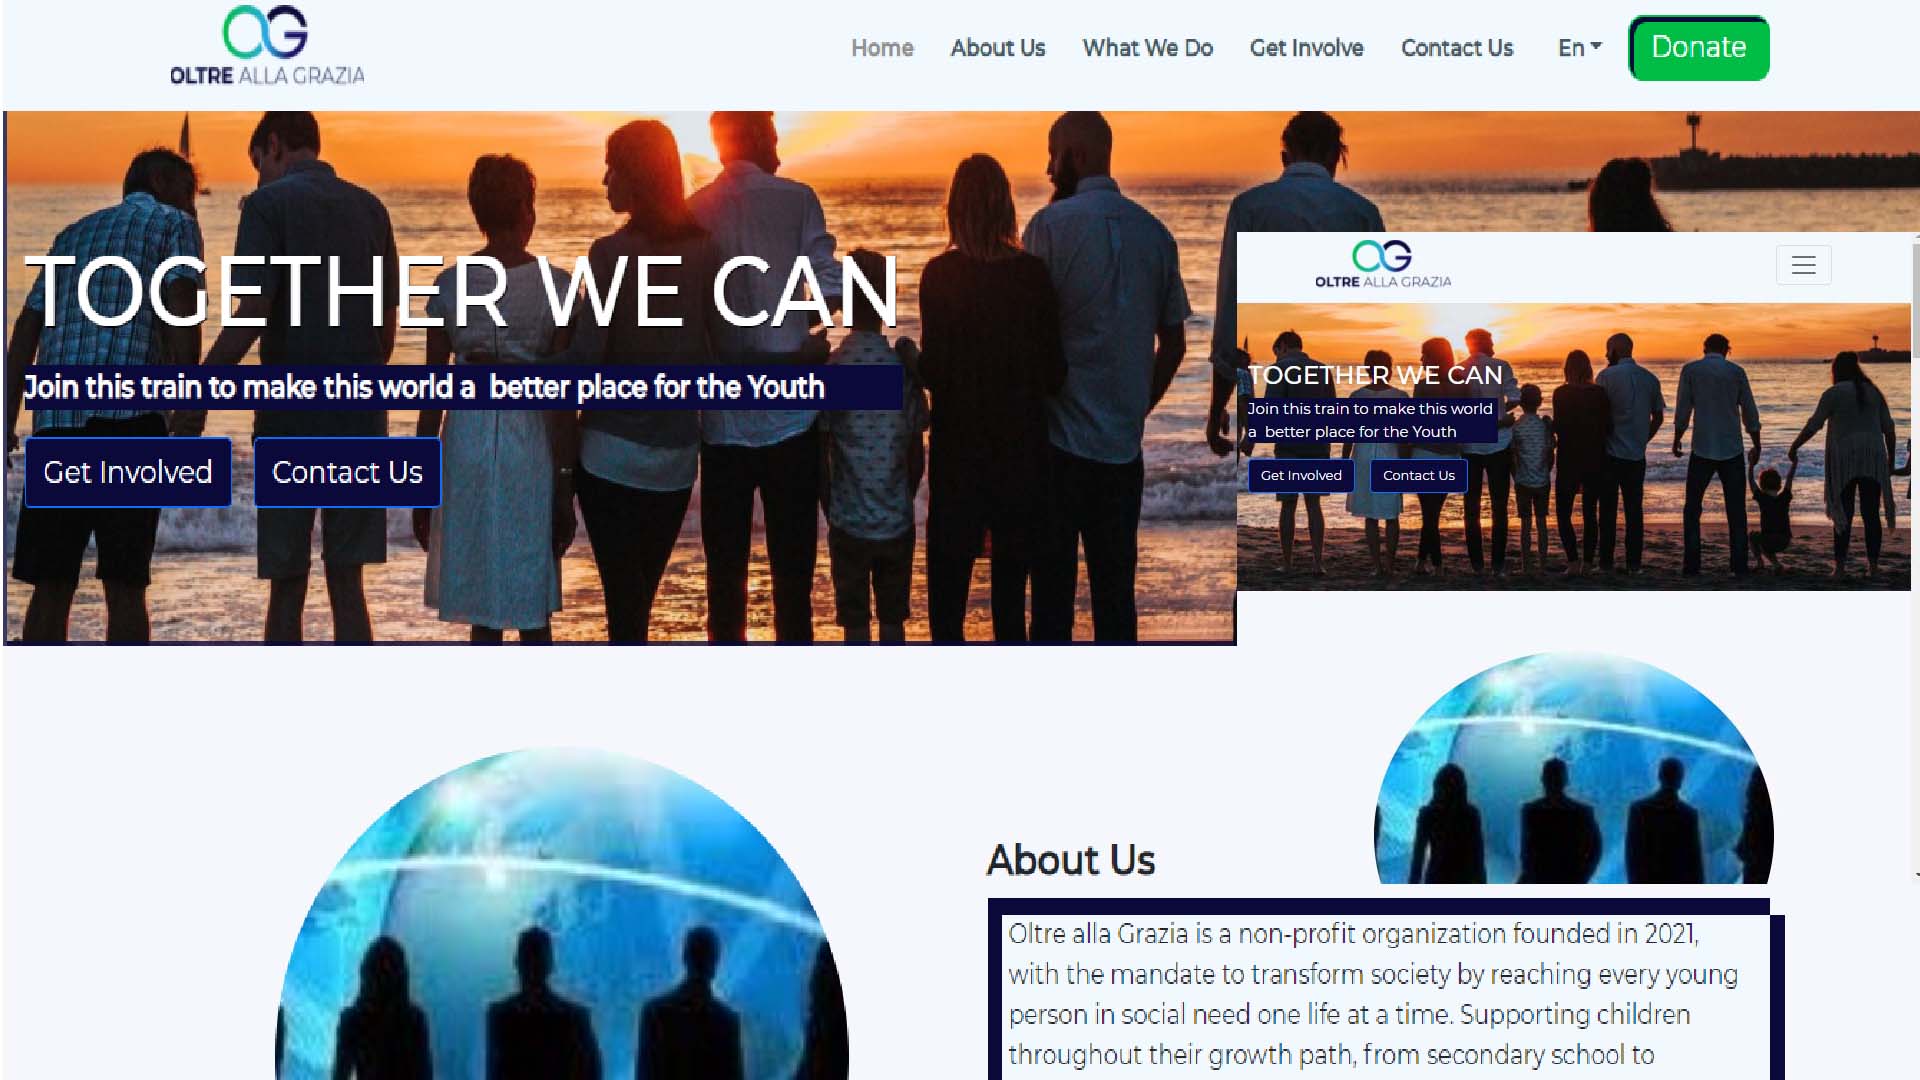 OG
OLTRE ALLA GRAZIA
Home
About Us
What We Do
Get Involve
Contact Us
En
Donate
TOGETHER WE CAN
Join this train to make this world a  better place for the Youth
Get Involved
Contact Us
OG
OLTRE ALLA GRAZIA
TOGETHER WE CAN
Join this train to make this world
a  better place for the Youth
Get Involved
Contact Us
About Us
Oltre alla Grazia is a non-profit organization founded in 2021,
with the mandate to transform society by reaching every young
person in social need one life at a time. Supporting children
throughout their growth path, from secondary school to